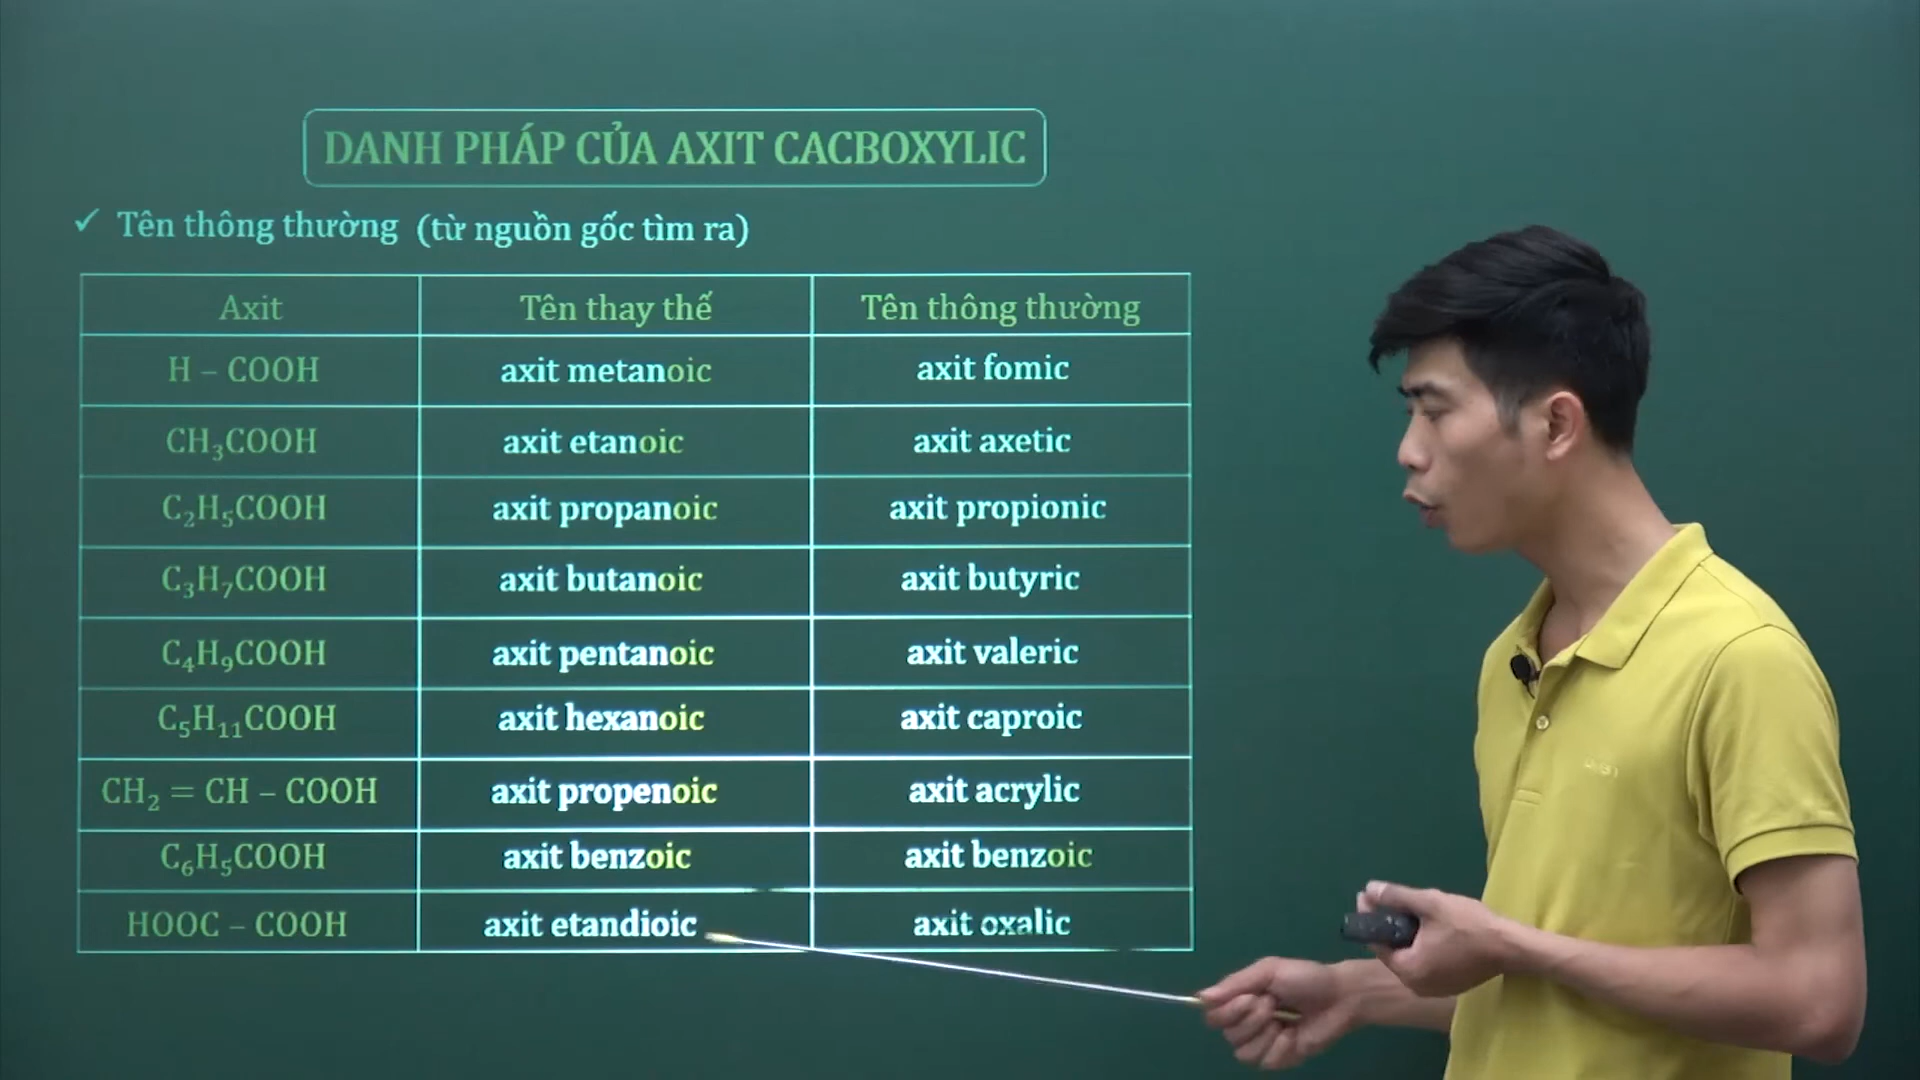 DANH PHÁP CỦA AXIT CACBOXYLIC
✓ Tên thông thường (từ nguồn gốc tìm ra)
Axit Tên thay thế Tên thông thường
H – COOH axit metanoic axit fomic
CH₃COOH axit etanoic axit axetic
C₂H₅COOH axit propanoic axit propionic
C₃H₇COOH axit butanoic axit butyric
C₄H₉COOH axit pentanoic axit valeric
C₅H₁₁COOH axit hexanoic axit caproic
CH₂ = CH – COOH axit propenoic axit acrylic
C₆H₅COOH axit benzoic axit benzoic
HOOC – COOH axit etandioic axit oxalic